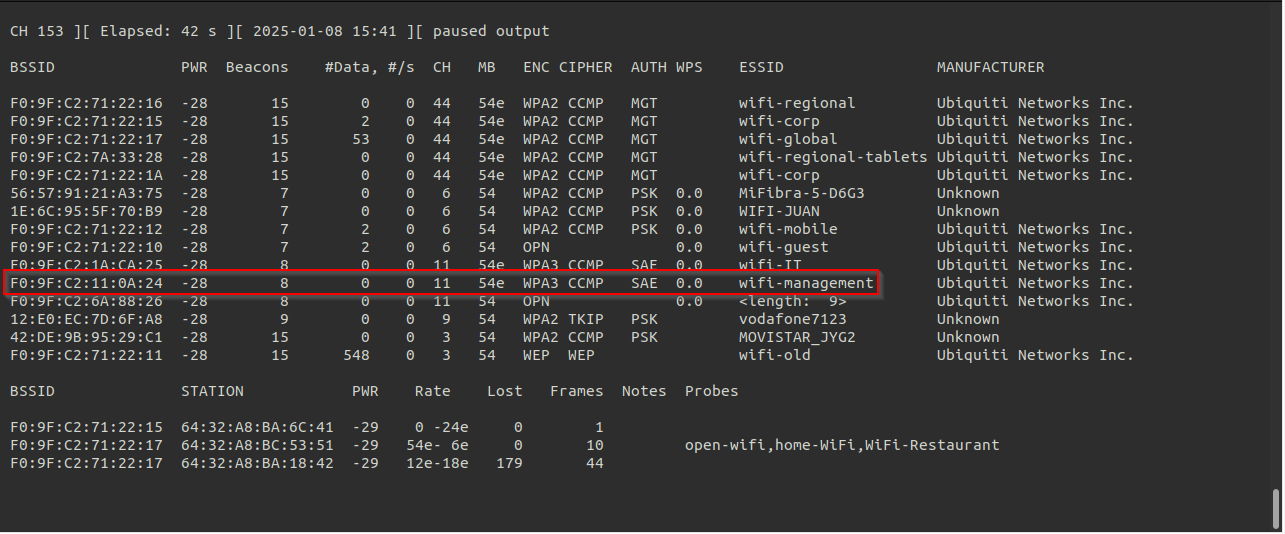 CH 153 ][ Elapsed: 42 s ][ 2025-01-08 15:41 ][ paused output
BSSID PWR Beacons #Data, #/s CH MB ENC CIPHER AUTH WPS ESSID MANUFACTURER
F0:9F:C2:71:22:16 -28 15 0 0 44 54e WPA2 CCMP MGT wifi-regional Ubiquiti Networks Inc.
F0:9F:C2:71:22:15 -28 15 2 0 44 54e WPA2 CCMP MGT wifi-corp Ubiquiti Networks Inc.
F0:9F:C2:71:22:17 -28 15 53 0 44 54e WPA2 CCMP MGT wifi-global Ubiquiti Networks Inc.
F0:9F:C2:7A:33:28 -28 15 0 0 44 54e WPA2 CCMP MGT wifi-regional-tablets Ubiquiti Networks Inc.
F0:9F:C2:71:22:1A -28 15 0 0 44 54e WPA2 CCMP MGT wifi-corp Ubiquiti Networks Inc.
56:57:91:21:A3:75 -28 7 0 0 6 54 WPA2 CCMP PSK 0.0 MiFibra-5-D6G3 Unknown
1E:6C:95:5F:70:B9 -28 7 0 0 6 54 WPA2 CCMP PSK 0.0 WIFI-JUAN Unknown
F0:9F:C2:71:22:12 -28 7 2 0 6 54 WPA2 CCMP PSK 0.0 wifi-mobile Ubiquiti Networks Inc.
F0:9F:C2:71:22:10 -28 7 2 0 6 54 OPN 0.0 wifi-guest Ubiquiti Networks Inc.
F0:9F:C2:1A:CA:25 -28 8 0 0 11 54e WPA3 CCMP SAE 0.0 wifi-IT Ubiquiti Networks Inc.
F0:9F:C2:11:0A:24 -28 8 0 0 11 54e WPA3 CCMP SAE 0.0 wifi-management Ubiquiti Networks Inc.
F0:9F:C2:6A:88:26 -28 8 0 0 11 54 OPN 0.0 <length: 9> Ubiquiti Networks Inc.
12:E0:EC:7D:6F:A8 -28 9 0 0 9 54 WPA2 TKIP PSK vodafone7123 Unknown
42:DE:9B:95:29:C1 -28 15 0 0 3 54 WPA2 CCMP PSK MOVISTAR_JYG2 Unknown
F0:9F:C2:71:22:11 -28 15 548 0 3 54 WEP WEP wifi-old Ubiquiti Networks Inc.
BSSID STATION PWR Rate Lost Frames Notes Probes
F0:9F:C2:71:22:15 64:32:A8:BA:6C:41 -29 0 -24e 0 1
F0:9F:C2:71:22:17 64:32:A8:BC:53:51 -29 54e- 6e 0 10 open-wifi,home-WiFi,WiFi-Restaurant
F0:9F:C2:71:22:17 64:32:A8:BA:18:42 -29 12e-18e 179 44